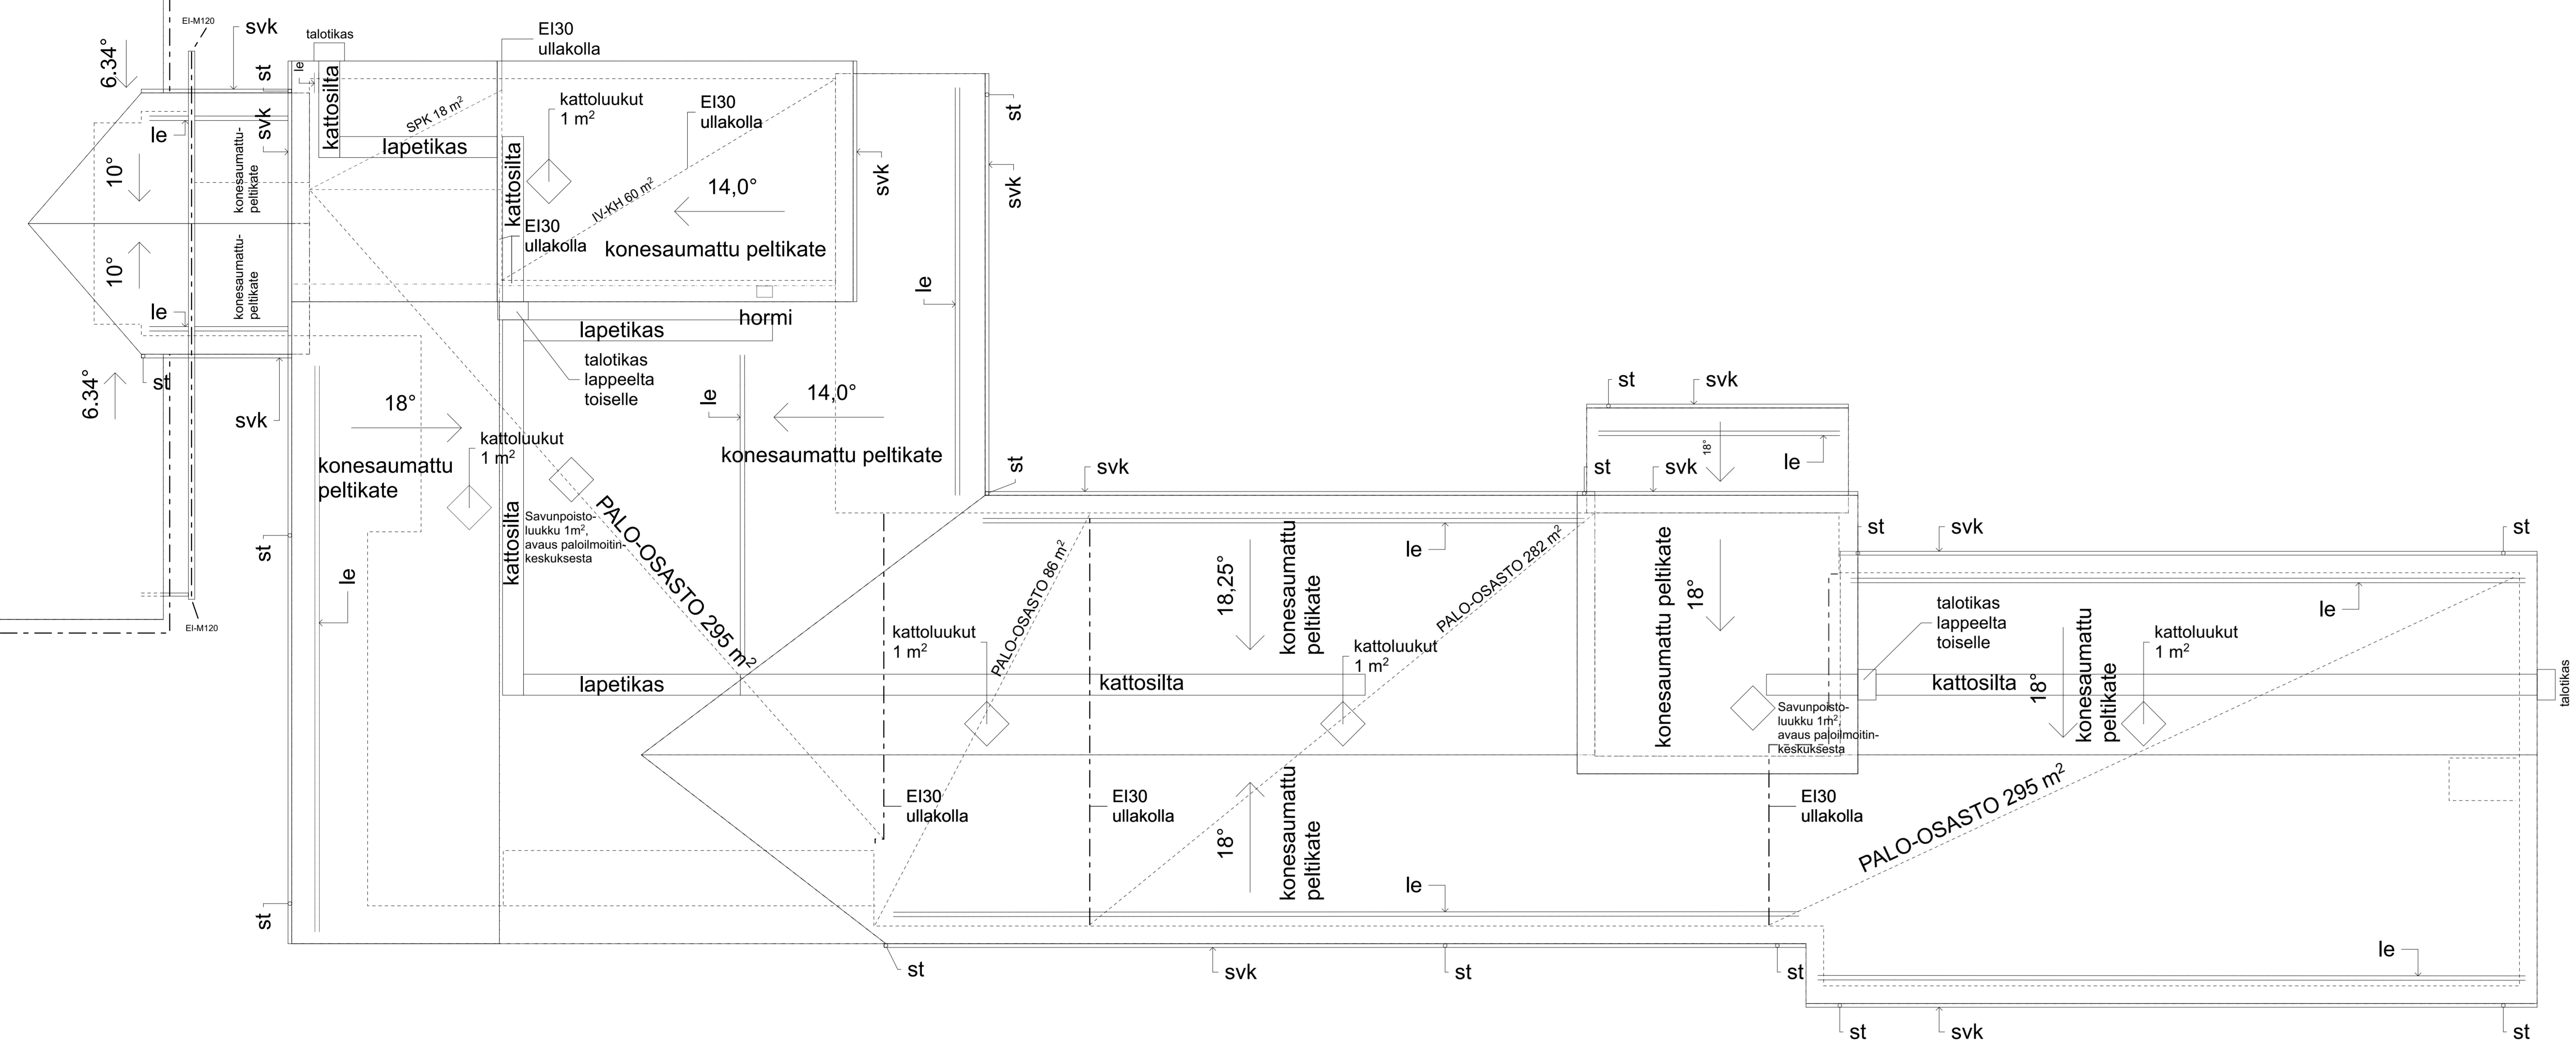 EI-M120
svk
6.34°
talotikas
EI30
ullakolla
st
le
kattosilta
SPK 18 m²
kattoluukut
1 m²
EI30
ullakolla
st
le
svk
konesaumattu-
peltikate
lapetikas
10°
kattosilta
svk
svk
14,0°
IV-KH 60 m²
EI30
ullakolla
konesaumattu peltikate
10°
konesaumattu-
peltikate
le
le
hormi
lapetikas
talotikas
lappeelta
toiselle
st
6.34°
svk
18°
le
14,0°
st
svk
kattoluukut
1 m²
konesaumattu peltikate
konesaumattu
peltikate
18°
le
st
svk
st
svk
kattosilta
Savunpoisto-
luukku 1m²,
avaus paloilmoitin-
keskuksesta
PALO-OSASTO 295 m²
st
le
PALO-OSASTO 86 m²
18,25°
konesaumattu
peltikate
le
PALO-OSASTO 282 m²
konesaumattu peltikate
18°
st
svk
st
le
EI-M120
kattoluukut
1 m²
kattoluukut
1 m²
talotikas
lappeelta
toiselle
konesaumattu
peltikate
18°
kattoluukut
1 m²
lapetikas
kattosilta
kattosilta
talotikas
Savunpoisto-
luukku 1m²,
avaus paloilmoitin-
keskuksesta
EI30
ullakolla
EI30
ullakolla
18°
konesaumattu
peltikate
EI30
ullakolla
PALO-OSASTO 295 m²
le
st
le
st
svk
st
st
st
svk
st